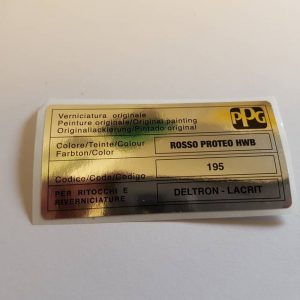 Verniciatura originale
Peinture originale/Original painting
Originallackierung/Pintado original
PPG
Colore/Teinte/Colour
Farbton/Color
ROSSO PROTEO HWB
Codico/Code/Codigo
195
PER RITOCCHI E
RIVERNICIATURE
DELTRON - LACRIT